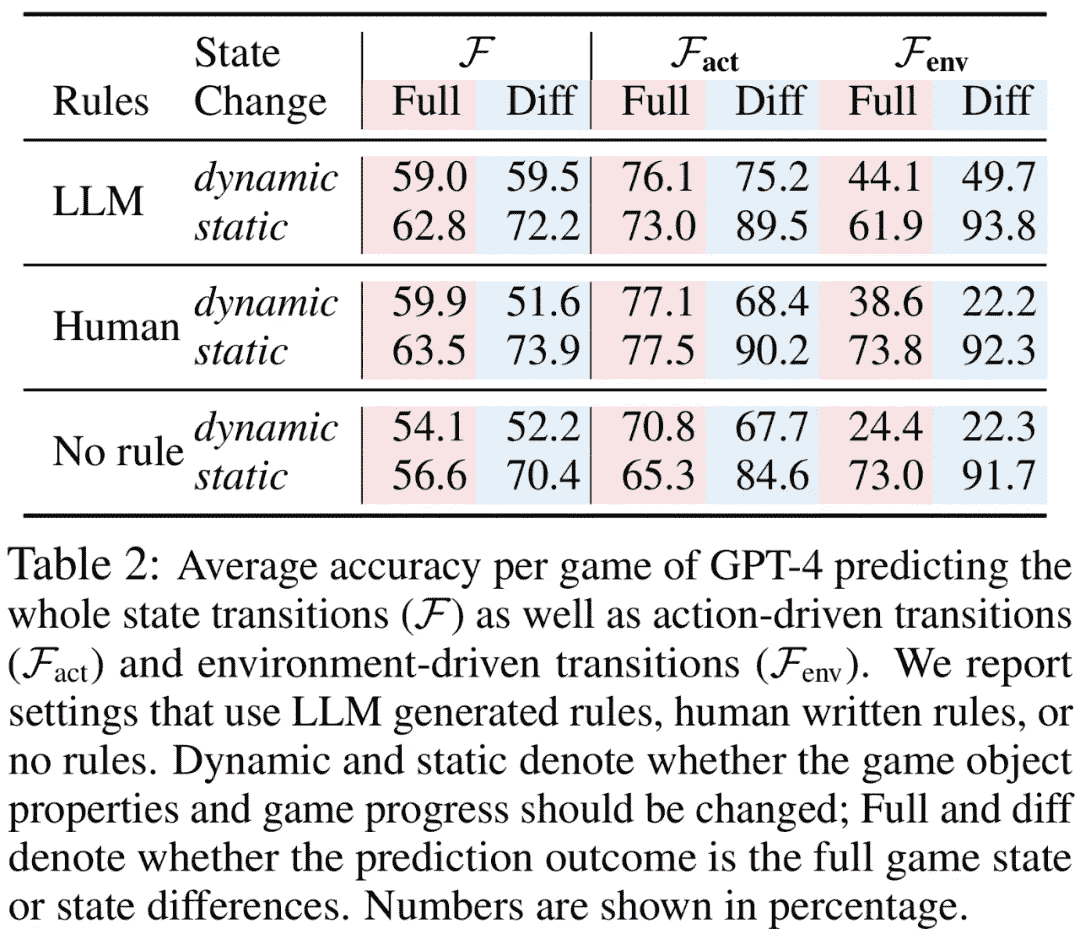 State 𝓕 𝓕act 𝓕env
Rules Change Full Diff Full Diff Full Diff
LLM dynamic 59.0 59.5 76.1 75.2 44.1 49.7
static 62.8 72.2 73.0 89.5 61.9 93.8
Human dynamic 59.9 51.6 77.1 68.4 38.6 22.2
static 63.5 73.9 77.5 90.2 73.8 92.3
No rule dynamic 54.1 52.2 70.8 67.7 24.4 22.3
static 56.6 70.4 65.3 84.6 73.0 91.7
Table 2: Average accuracy per game of GPT-4 predicting the
whole state transitions (𝓕) as well as action-driven transitions
(𝓕act) and environment-driven transitions (𝓕env). We report
settings that use LLM generated rules, human written rules, or
no rules. Dynamic and static denote whether the game object
properties and game progress should be changed; Full and diff
denote whether the prediction outcome is the full game state
or state differences. Numbers are shown in percentage.